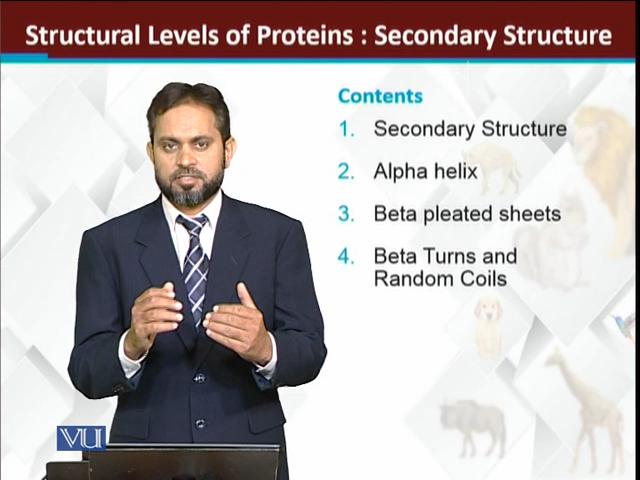 Structural Levels of Proteins : Secondary Structure
Contents
1. Secondary Structure
2. Alpha helix
3. Beta pleated sheets
4. Beta Turns and
Random Coils
VU